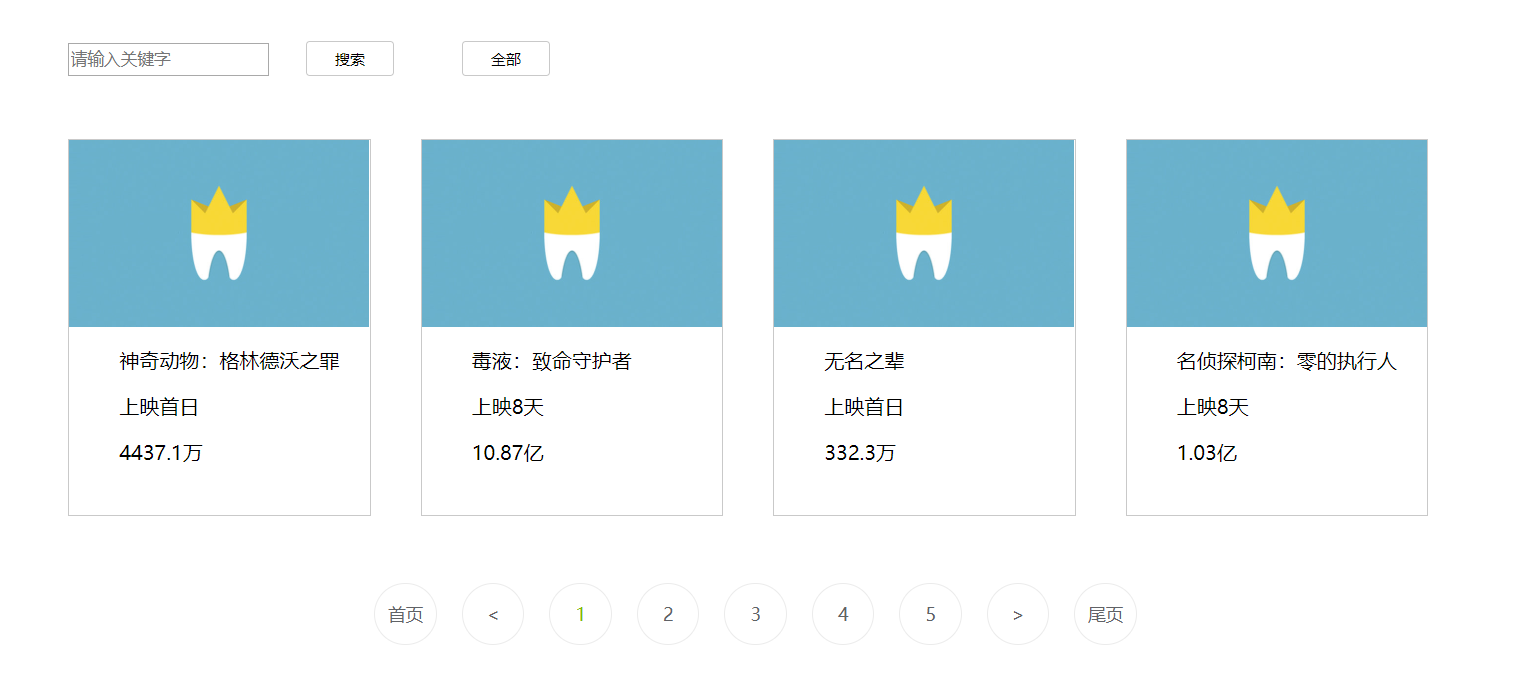 请输入关键字 搜索 全部
神奇动物：格林德沃之罪
上映首日
4437.1万
毒液：致命守护者
上映8天
10.87亿
无名之辈
上映首日
332.3万
名侦探柯南：零的执行人
上映8天
1.03亿
首页 < 1 2 3 4 5 > 尾页